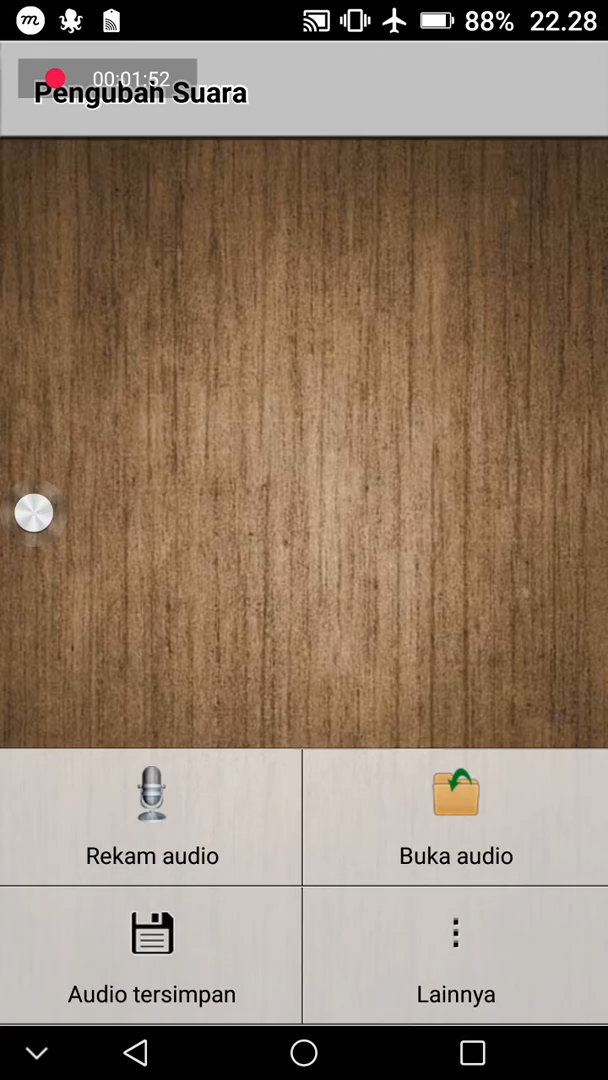 88% 22.28
00:01:52
Pengubah Suara
Rekam audio
Buka audio
Audio tersimpan
Lainnya